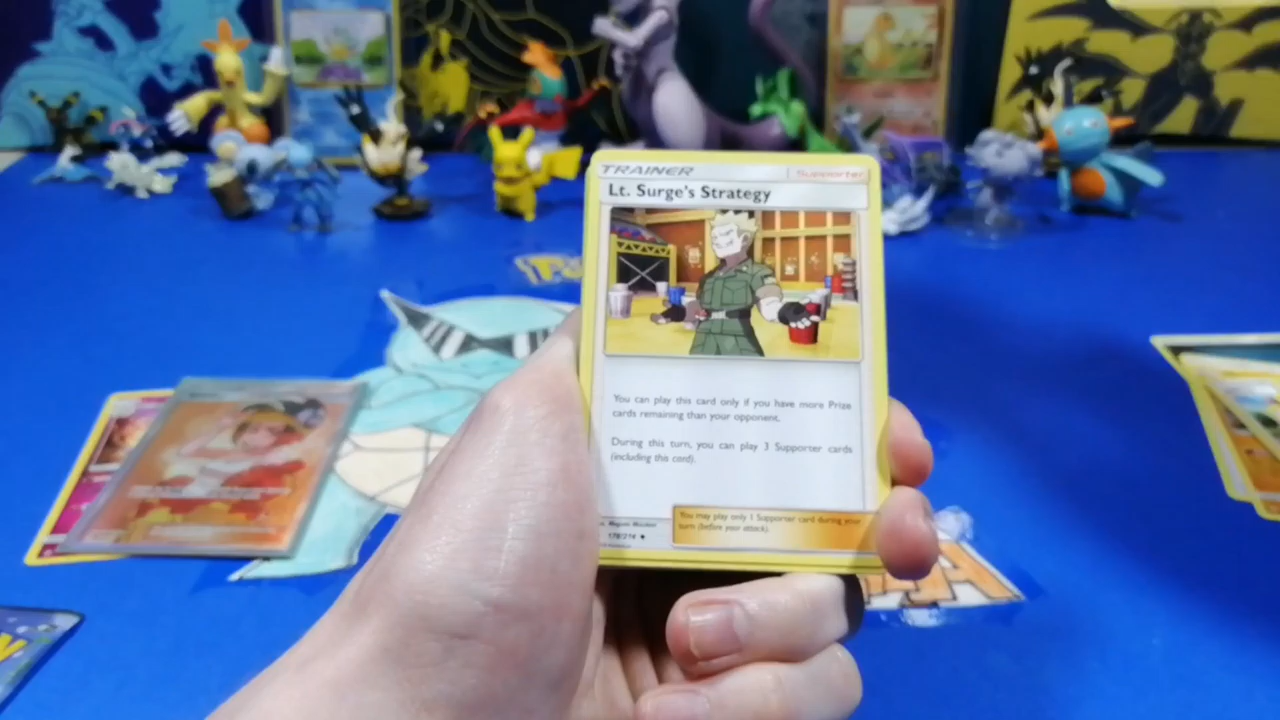 TRAINER
Supporter
Lt. Surge's Strategy
You can play this card only if you have more Prize
cards remaining than your opponent.
During this turn, you can play 3 Supporter cards
(including this card).
You may play only 1 Supporter card during your
turn (before your attack).
178/214